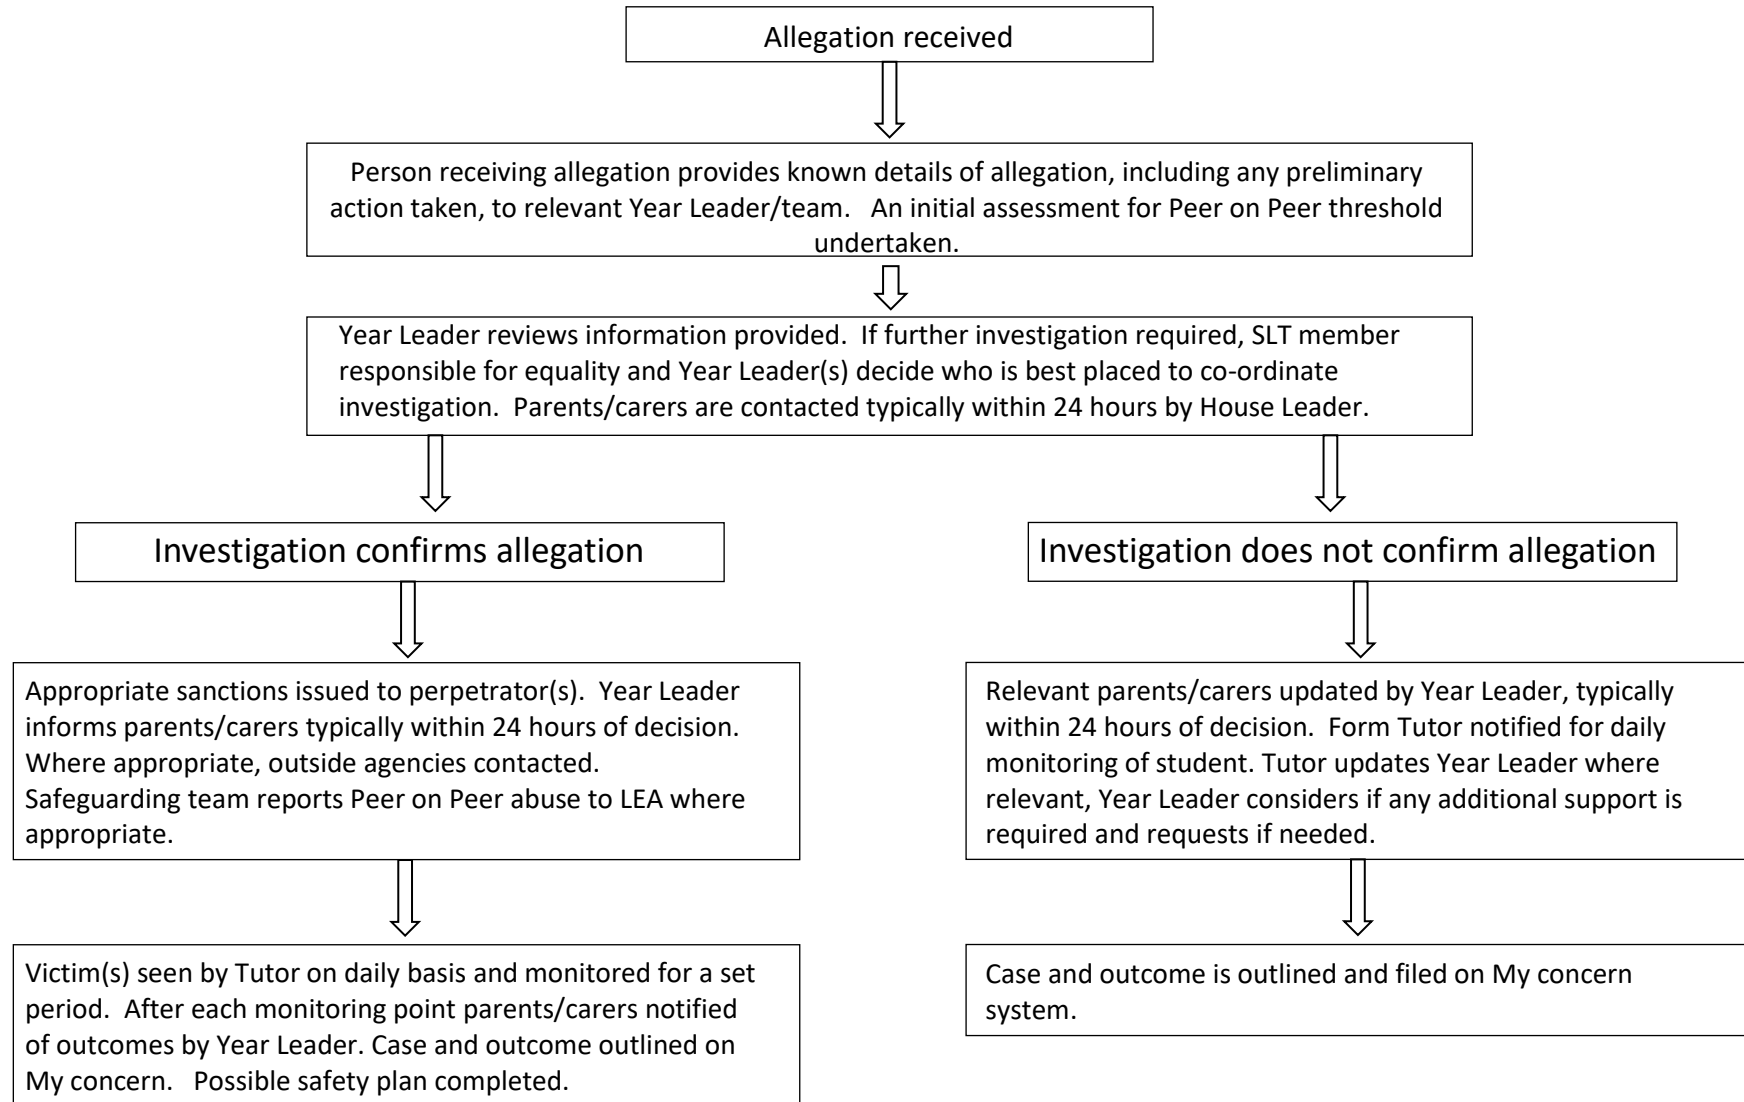 Allegation received
Person receiving allegation provides known details of allegation, including any preliminary
action taken, to relevant Year Leader/team.   An initial assessment for Peer on Peer threshold
undertaken.
Year Leader reviews information provided.  If further investigation required, SLT member
responsible for equality and Year Leader(s) decide who is best placed to co-ordinate
investigation.  Parents/carers are contacted typically within 24 hours by House Leader.
Investigation confirms allegation
Investigation does not confirm allegation
Appropriate sanctions issued to perpetrator(s).  Year Leader
informs parents/carers typically within 24 hours of decision.
Where appropriate, outside agencies contacted.
Safeguarding team reports Peer on Peer abuse to LEA where
appropriate.
Relevant parents/carers updated by Year Leader, typically
within 24 hours of decision.  Form Tutor notified for daily
monitoring of student. Tutor updates Year Leader where
relevant, Year Leader considers if any additional support is
required and requests if needed.
Victim(s) seen by Tutor on daily basis and monitored for a set
period.  After each monitoring point parents/carers notified
of outcomes by Year Leader. Case and outcome outlined on
My concern.   Possible safety plan completed.
Case and outcome is outlined and filed on My concern
system.